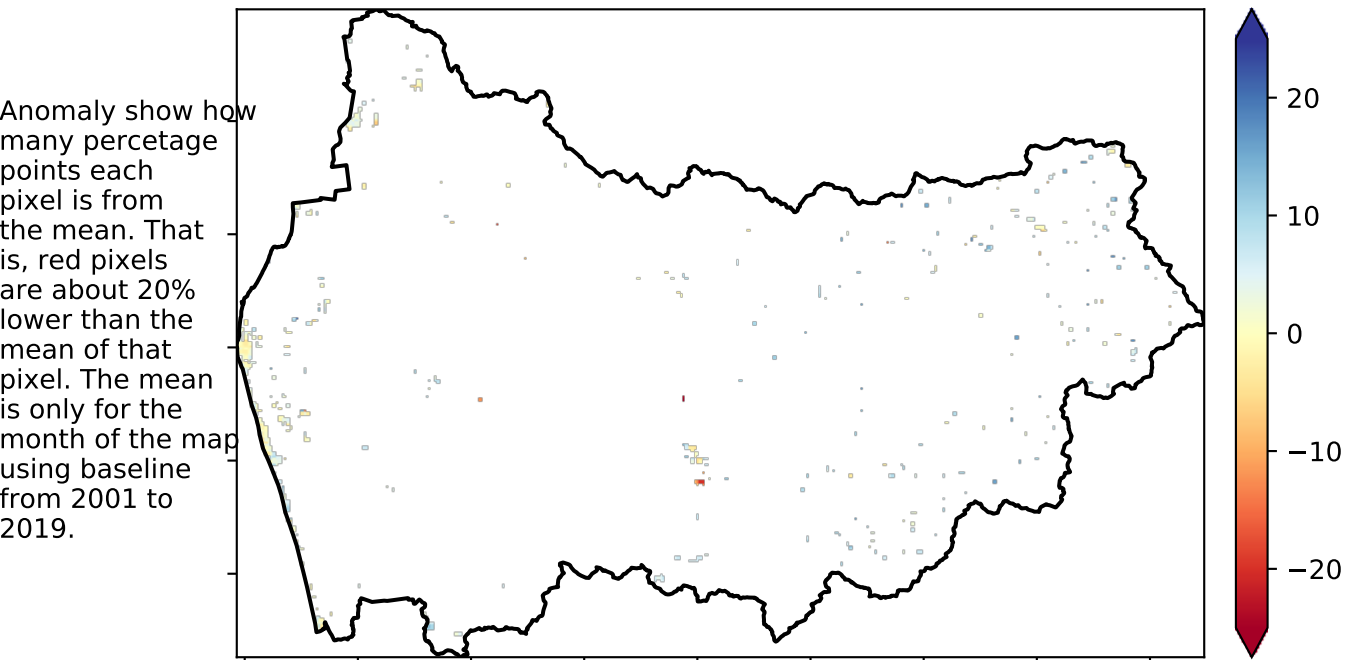 Anomaly show how
many percetage
points each
pixel is from
the mean. That
is, red pixels
are about 20%
lower than the
mean of that
pixel. The mean
is only for the
month of the map
using baseline
from 2001 to
2019.
20
10
0
−10
−20